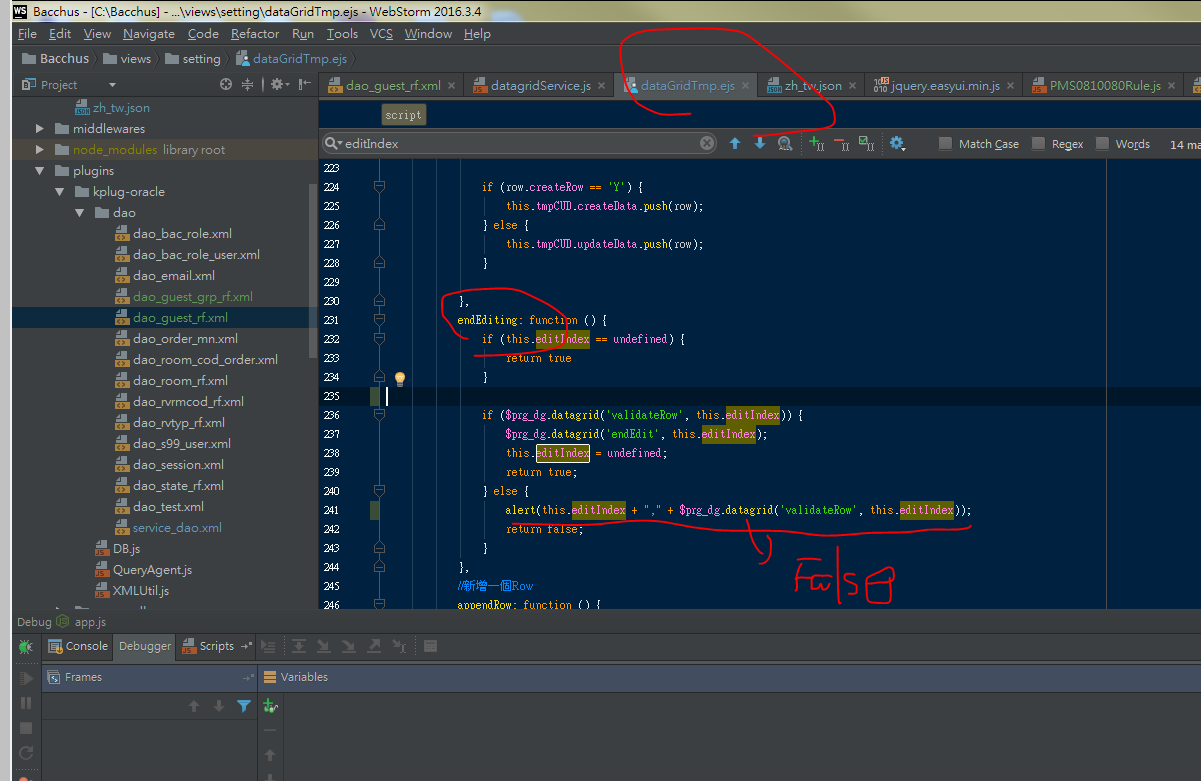 WS Bacchus - [C:\Bacchus] - ...\views\setting\dataGridTmp.ejs - WebStorm 2016.3.4
File Edit View Navigate Code Refactor Run Tools VCS Window Help
Bacchus views setting dataGridTmp.ejs
Project
dao_guest_rf.xml datagridService.js dataGridTmp.ejs zh_tw.json jquery.easyui.min.js PMS0810080Rule.js
script
editIndex Match Case Regex Words 14 ma
zh_tw.json
middlewares
node_modules library root
plugins
kplug-oracle
dao
dao_bac_role.xml
dao_bac_role_user.xml
dao_email.xml
dao_guest_grp_rf.xml
dao_guest_rf.xml
dao_order_mn.xml
dao_room_cod_order.xml
dao_room_rf.xml
dao_rvrmcod_rf.xml
dao_rvtyp_rf.xml
dao_s99_user.xml
dao_session.xml
dao_state_rf.xml
dao_test.xml
service_dao.xml
DB.js
QueryAgent.js
XMLUtil.js
223
224 if (row.createRow == 'Y') {
225 this.tmpCUD.createData.push(row);
226 } else {
227 this.tmpCUD.updateData.push(row);
228 }
229
230 },
231 endEditing: function () {
232 if (this.editIndex == undefined) {
233 return true
234 }
235
236 if ($prg_dg.datagrid('validateRow', this.editIndex)) {
237 $prg_dg.datagrid('endEdit', this.editIndex);
238 this.editIndex = undefined;
239 return true;
240 } else {
241 alert(this.editIndex + "," + $prg_dg.datagrid('validateRow', this.editIndex));
242 return false;
243 }
244 },
245 //新增一個Row
246 appendRow: function () {
False
Debug app.js
Console Debugger Scripts
Frames Variables